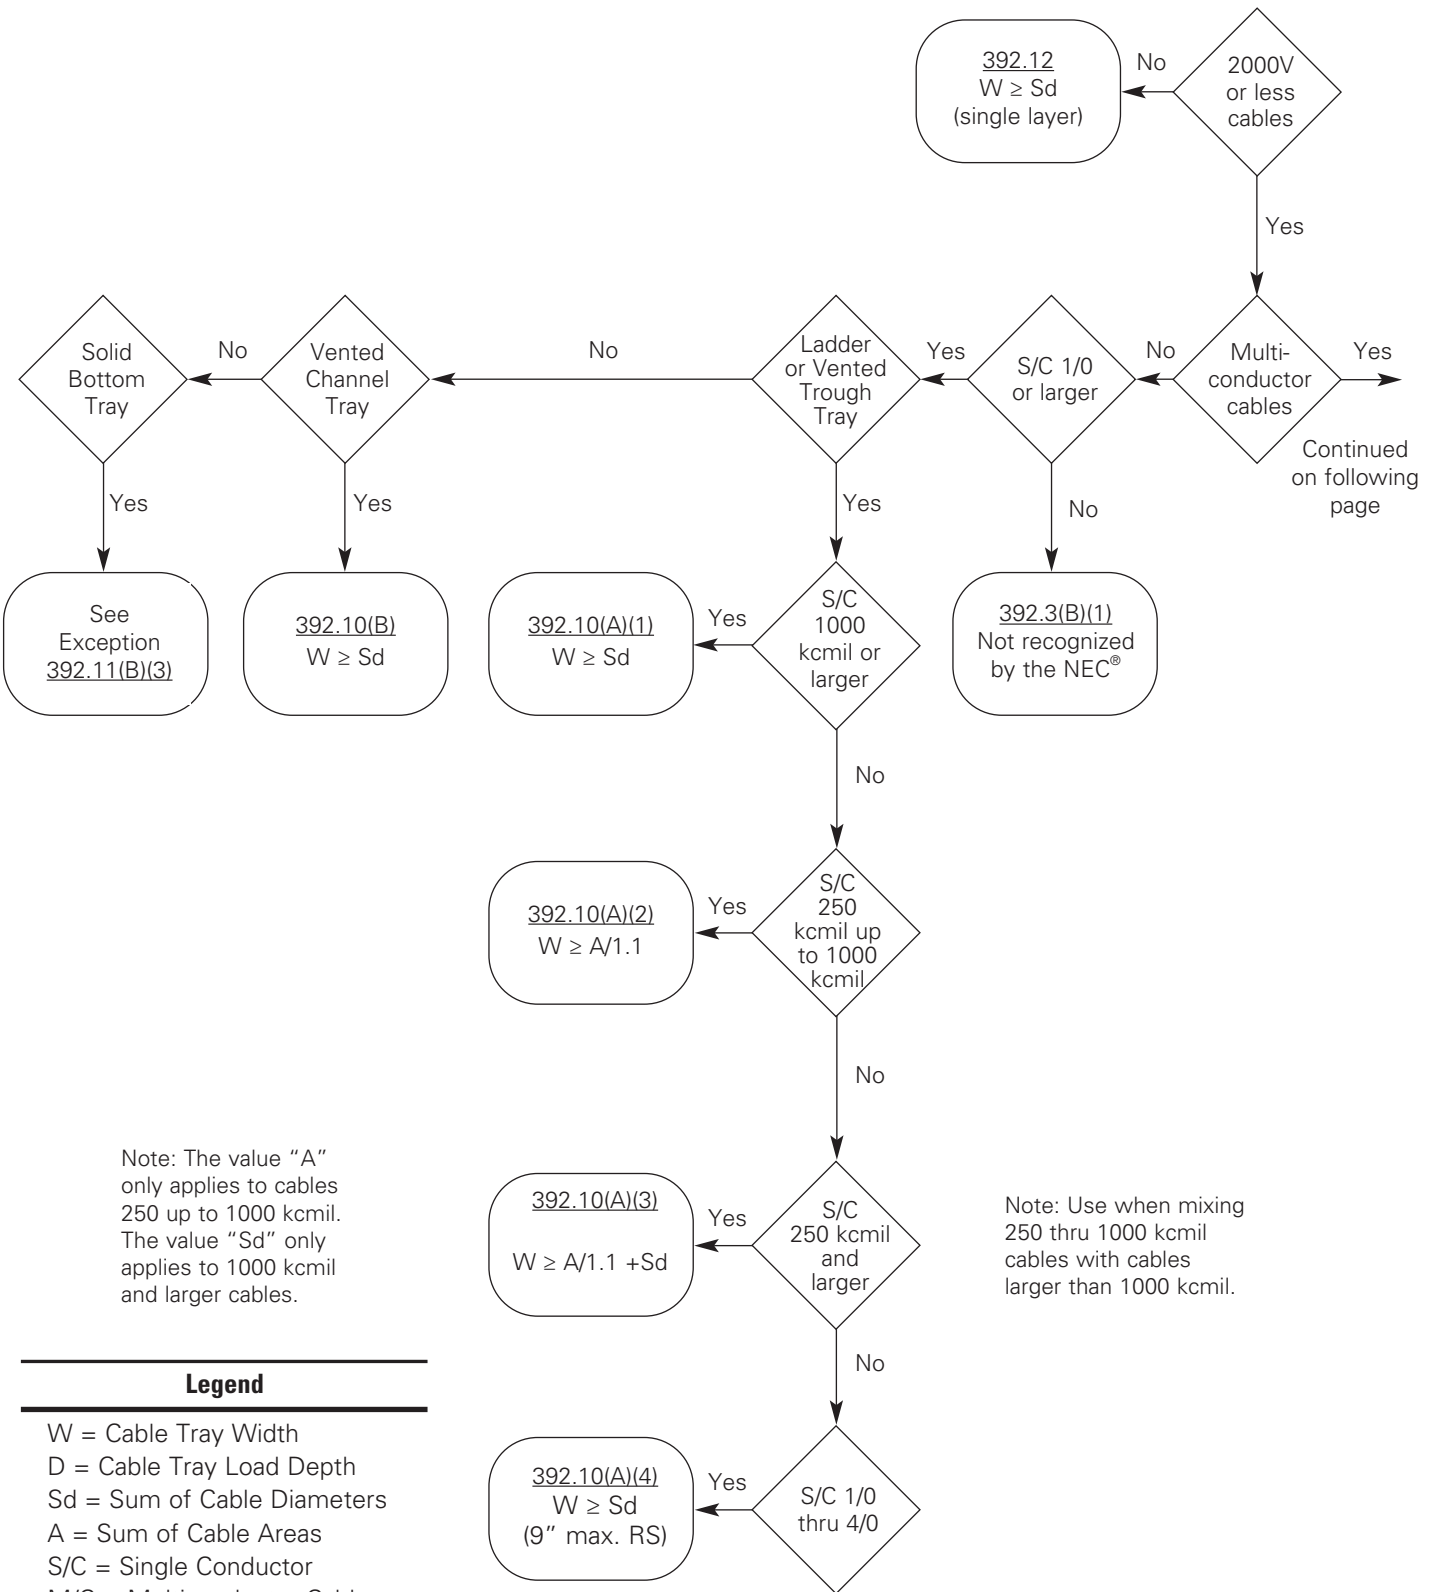 392.12
W ≥ Sd
(single layer)
No
2000V
or less
cables
Yes
Solid
Bottom
Tray
No
Vented
Channel
Tray
No
Ladder
or Vented
Trough
Tray
Yes
S/C 1/0
or larger
No
Multi-
conductor
cables
Yes
Continued
on following
page
Yes
Yes
Yes
No
See
Exception
392.11(B)(3)
392.10(B)
W ≥ Sd
392.10(A)(1)
W ≥ Sd
Yes
S/C
1000
kcmil or
larger
392.3(B)(1)
Not recognized
by the NEC®
No
392.10(A)(2)
W ≥ A/1.1
Yes
S/C
250
kcmil up
to 1000
kcmil
No
Note: The value “A”
only applies to cables
250 up to 1000 kcmil.
The value “Sd” only
applies to 1000 kcmil
and larger cables.
392.10(A)(3)
W ≥ A/1.1 +Sd
Yes
S/C
250 kcmil
and
larger
Note: Use when mixing
250 thru 1000 kcmil
cables with cables
larger than 1000 kcmil.
No
Legend
W = Cable Tray Width
D = Cable Tray Load Depth
Sd = Sum of Cable Diameters
A = Sum of Cable Areas
S/C = Single Conductor
392.10(A)(4)
W ≥ Sd
(9” max. RS)
Yes
S/C 1/0
thru 4/0